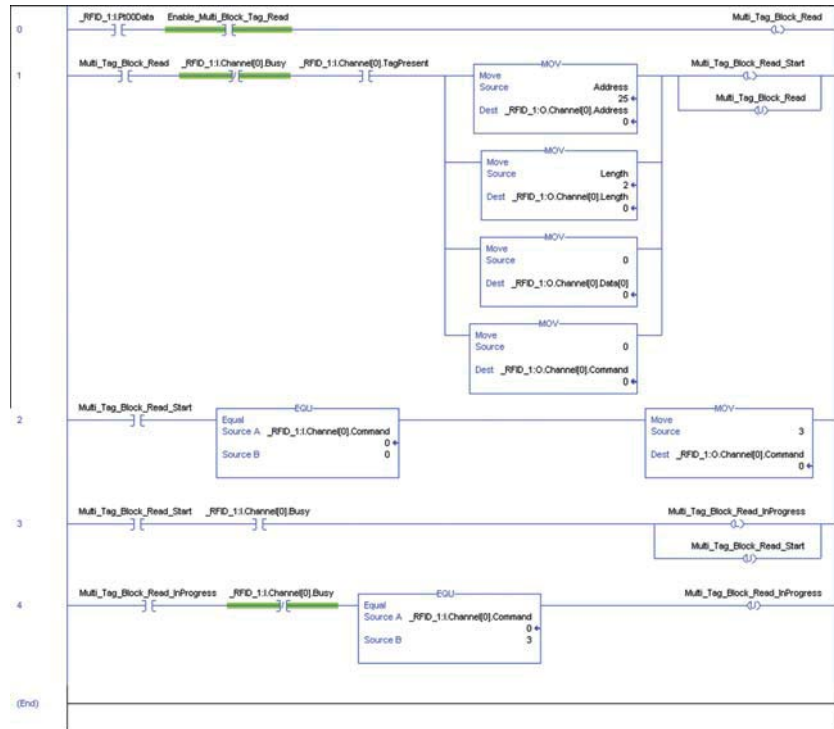 _RFID_1:I.Pt00Data Enable_Multi_Block_Tag_Read Multi_Tag_Block_Read
0
(L)
Multi_Tag_Block_Read _RFID_1:I.Channel[0].Busy _RFID_1:I.Channel[0].TagPresent MOV Multi_Tag_Block_Read_Start
1
Move
(L)
Source Address
25
Multi_Tag_Block_Read
Dest _RFID_1:O.Channel[0].Address
(U)
0
MOV
Move
Source Length
2
Dest _RFID_1:O.Channel[0].Length
0
MOV
Move
Source 0
Dest _RFID_1:O.Channel[0].Data[0]
0
MOV
Move
Source 0
Dest _RFID_1:O.Channel[0].Command
0
Multi_Tag_Block_Read_Start EQU MOV
2
Equal Move
Source A _RFID_1:I.Channel[0].Command Source 3
0
Source B 0 Dest _RFID_1:O.Channel[0].Command
0
Multi_Tag_Block_Read_Start _RFID_1:I.Channel[0].Busy Multi_Tag_Block_Read_InProgress
3
(L)
Multi_Tag_Block_Read_Start
(U)
Multi_Tag_Block_Read_InProgress _RFID_1:I.Channel[0].Busy EQU Multi_Tag_Block_Read_InProgress
4
Equal
(U)
Source A _RFID_1:I.Channel[0].Command
0
Source B 3
(End)